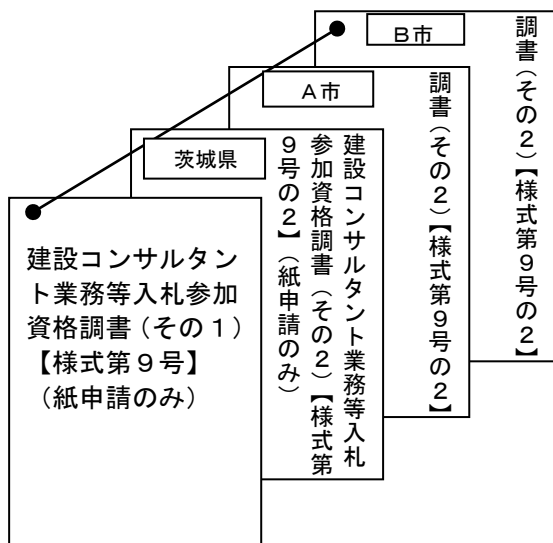 建設コンサルタン
ト業務等入札参加
資格調書（その１）
【様式第９号】
（紙申請のみ）
茨城県
建設コンサルタント業務等入札
参加資格調書（その２）【様式第
９号の２】（紙申請のみ）
Ａ市
調書（その２）【様式第９号の２】
Ｂ市
調書（その２）【様式第９号の２】